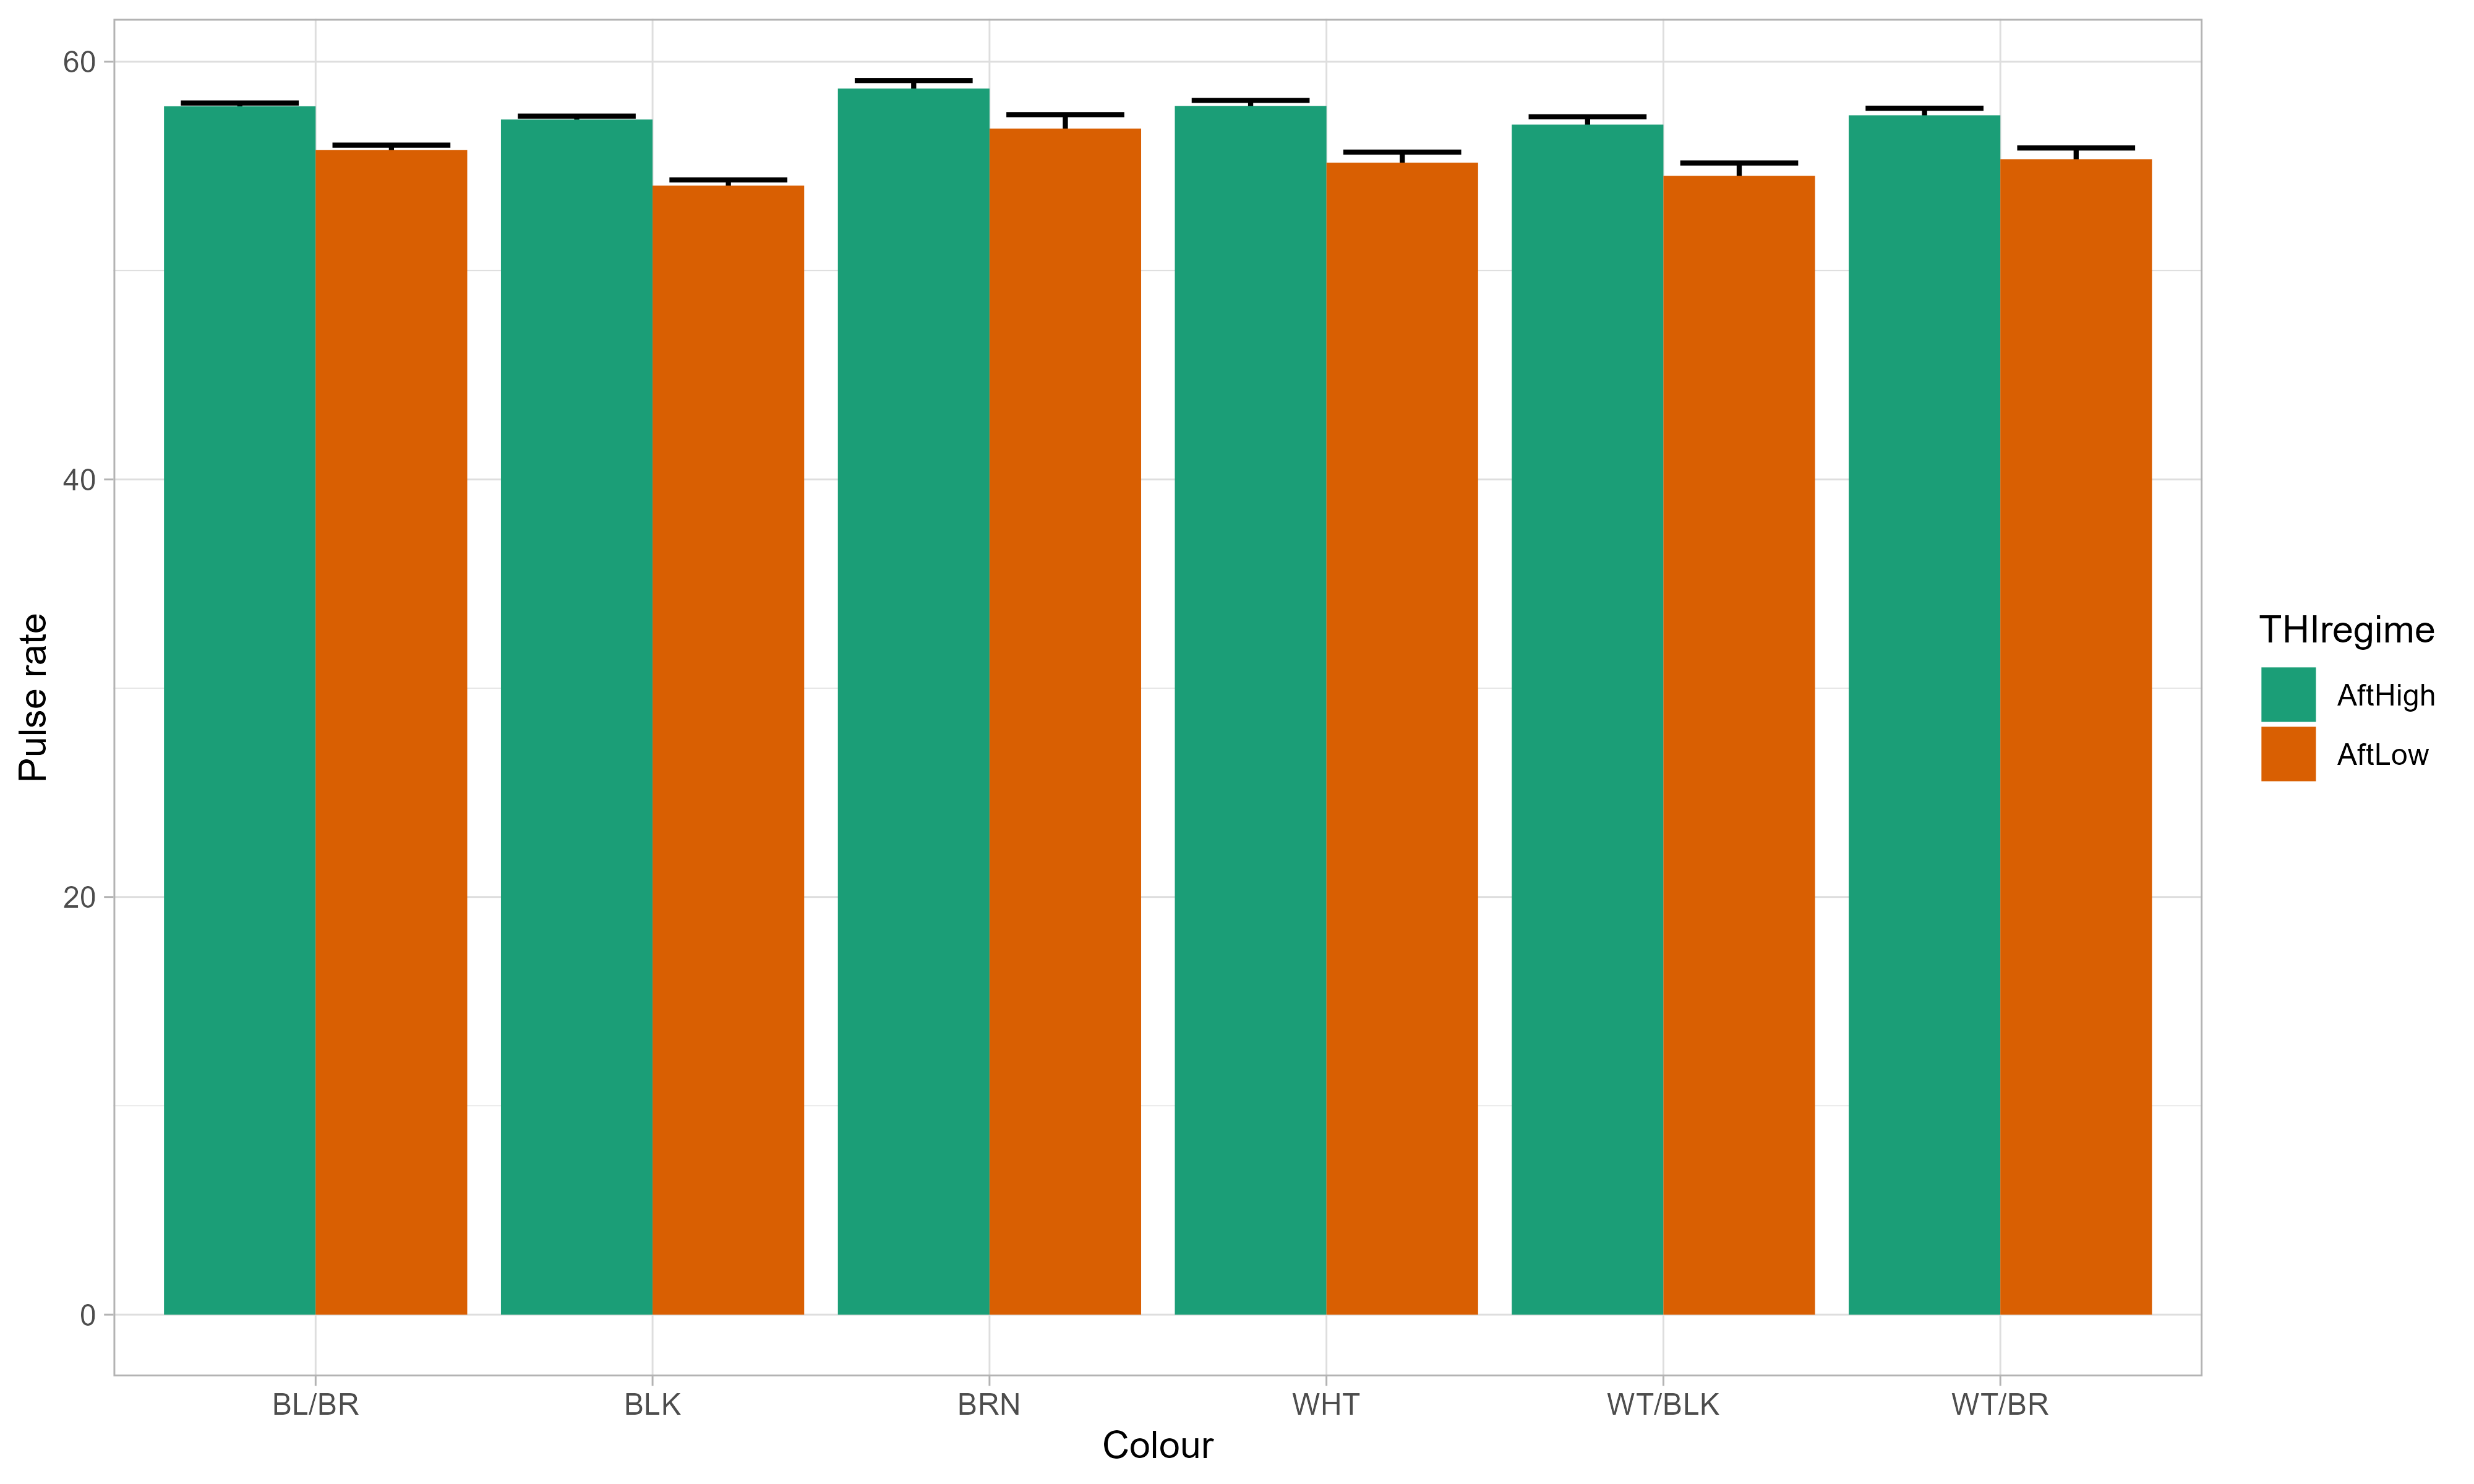 60
40
20
0
Pulse rate
BL/BR BLK BRN WHT WT/BLK WT/BR
Colour
THIregime
AftHigh
AftLow